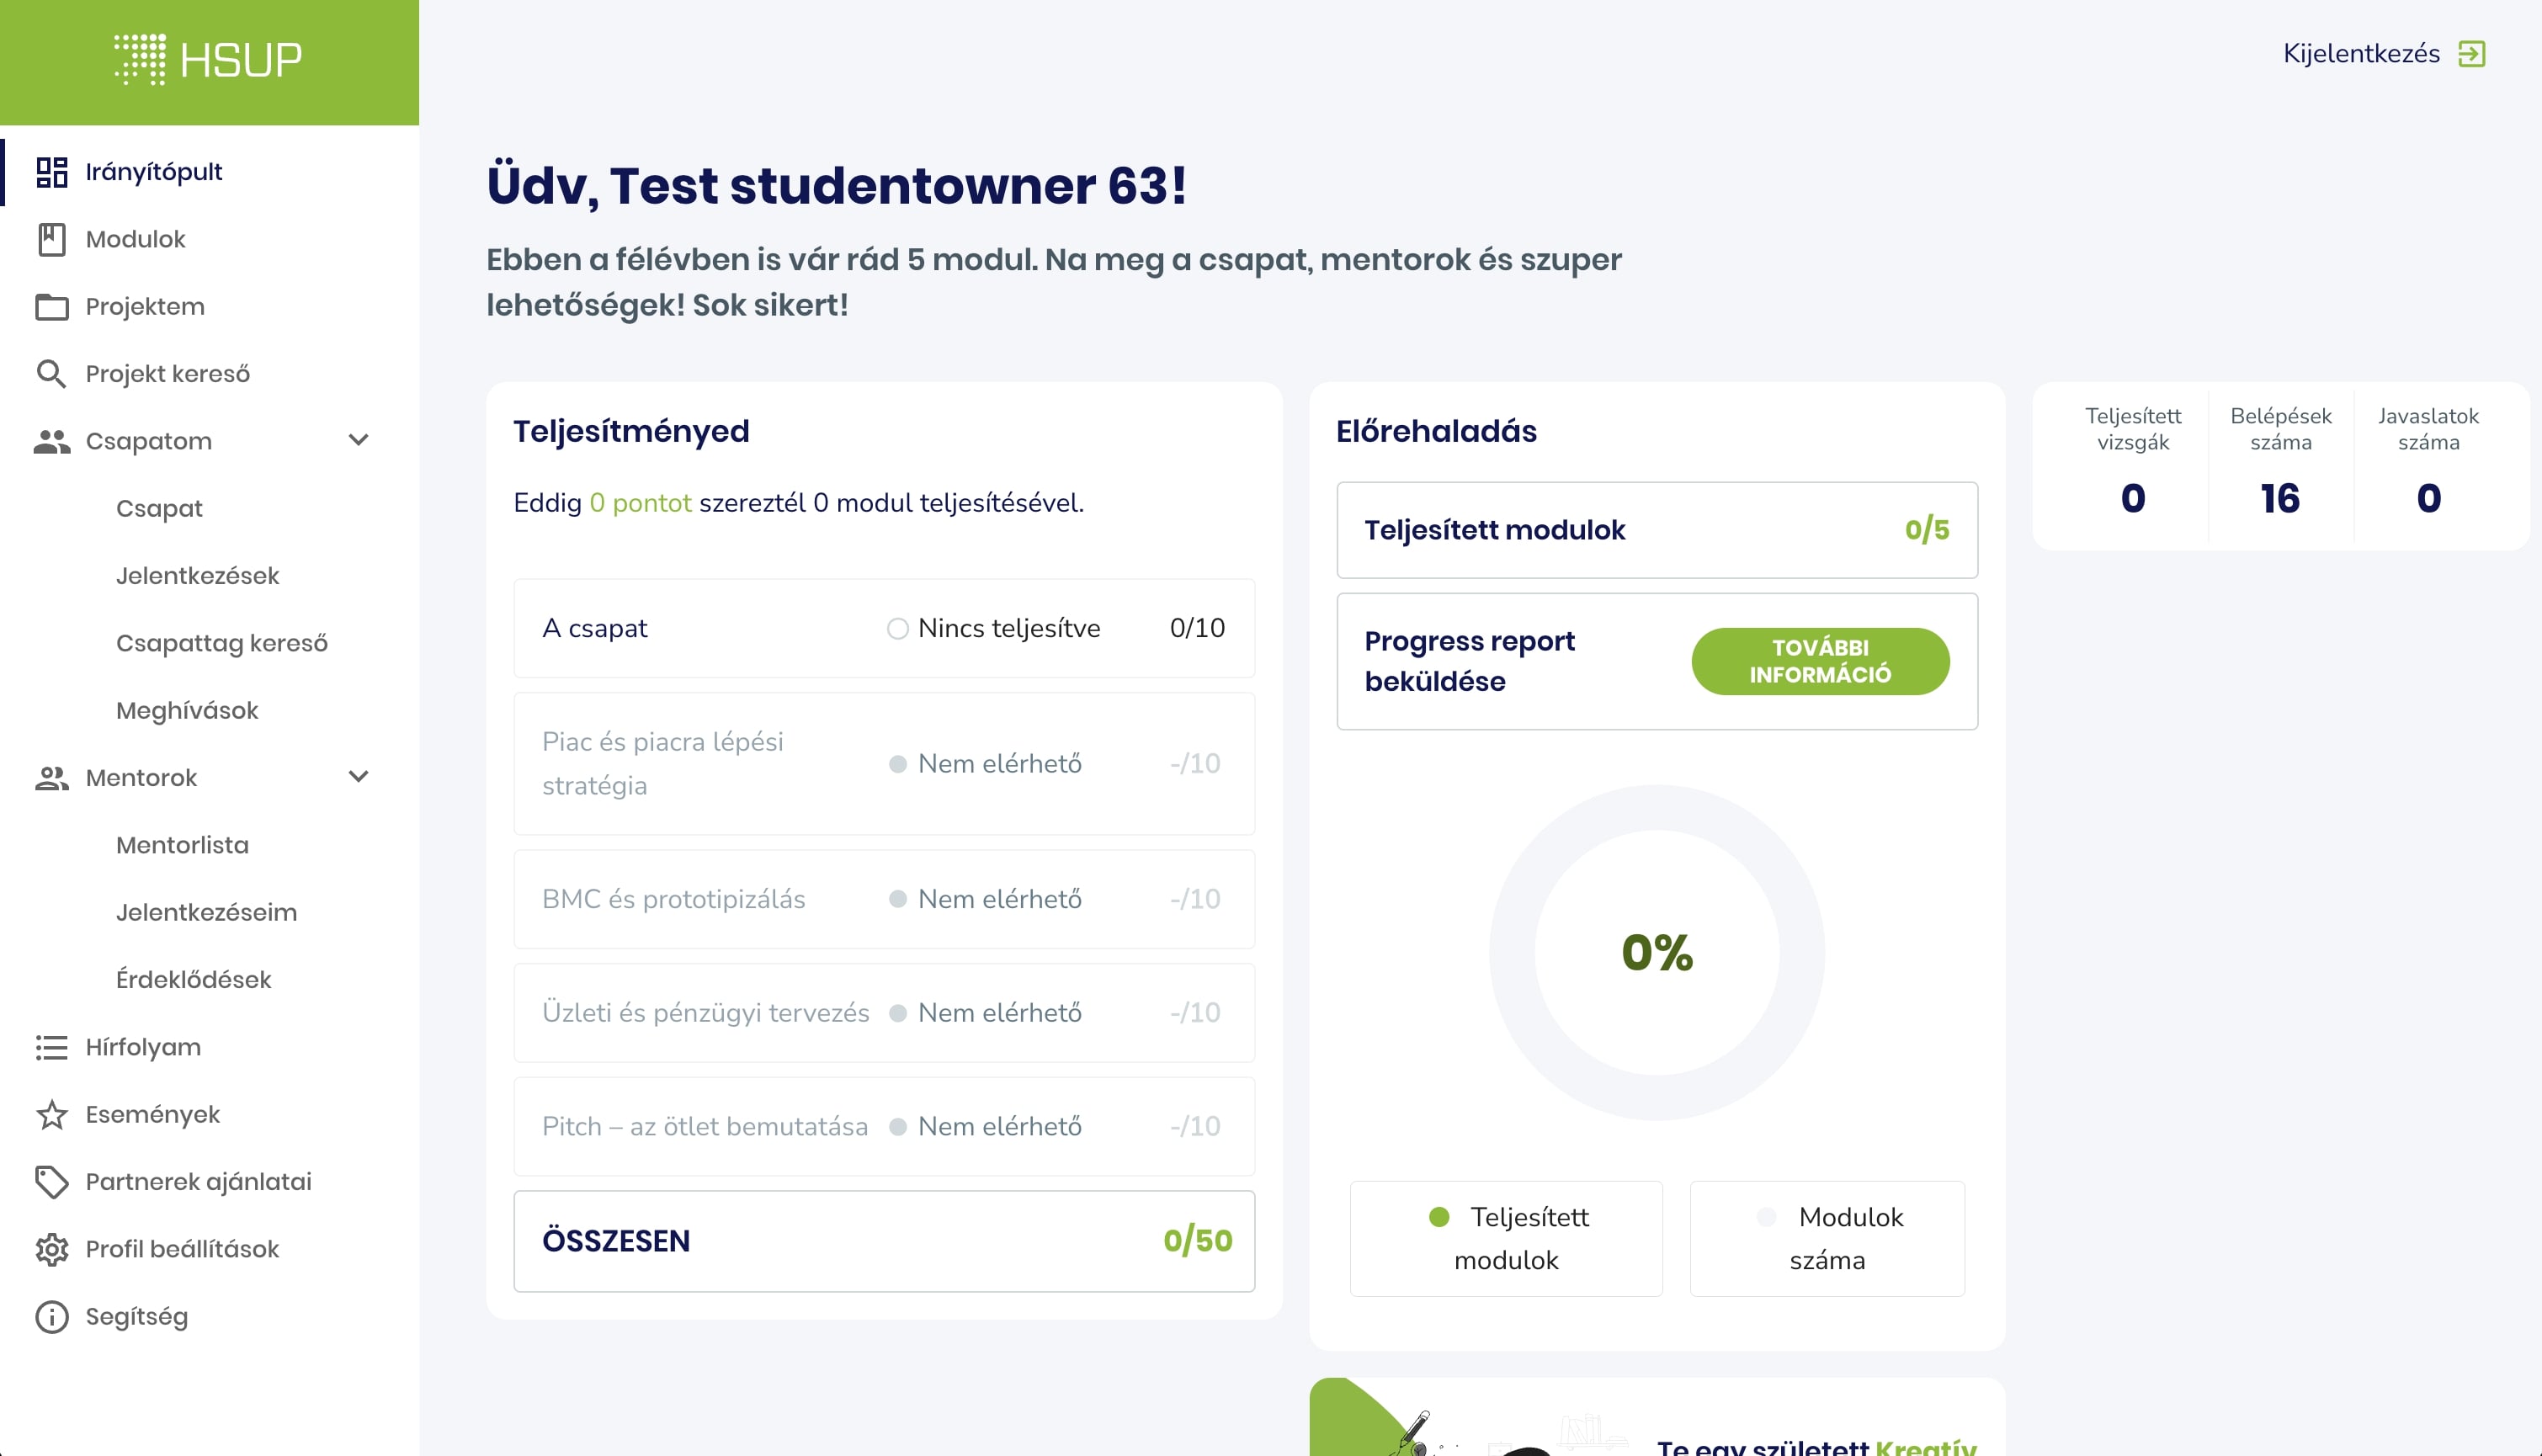 HSUP
Kijelentkezés
Irányítópult
Modulok
Projektem
Projekt kereső
Csapatom
Csapat
Jelentkezések
Csapattag kereső
Meghívások
Mentorok
Mentorlista
Jelentkezéseim
Érdeklődések
Hírfolyam
Események
Partnerek ajánlatai
Profil beállítások
Segítség
Üdv, Test studentowner 63!
Ebben a félévben is vár rád 5 modul. Na meg a csapat, mentorok és szuper
lehetőségek! Sok sikert!
Teljesítményed
Eddig 0 pontot szereztél 0 modul teljesítésével.
A csapat Nincs teljesítve 0/10
Piac és piacra lépési
stratégia
Nem elérhető -/10
BMC és prototipizálás Nem elérhető -/10
Üzleti és pénzügyi tervezés Nem elérhető -/10
Pitch – az ötlet bemutatása Nem elérhető -/10
ÖSSZESEN 0/50
Előrehaladás
Teljesített modulok 0/5
Progress report
beküldése
TOVÁBBI
INFORMÁCIÓ
0%
Teljesített
modulok
Modulok
száma
Te egy született Kreatív
Teljesített
vizsgák
0
Belépések
száma
16
Javaslatok
száma
0